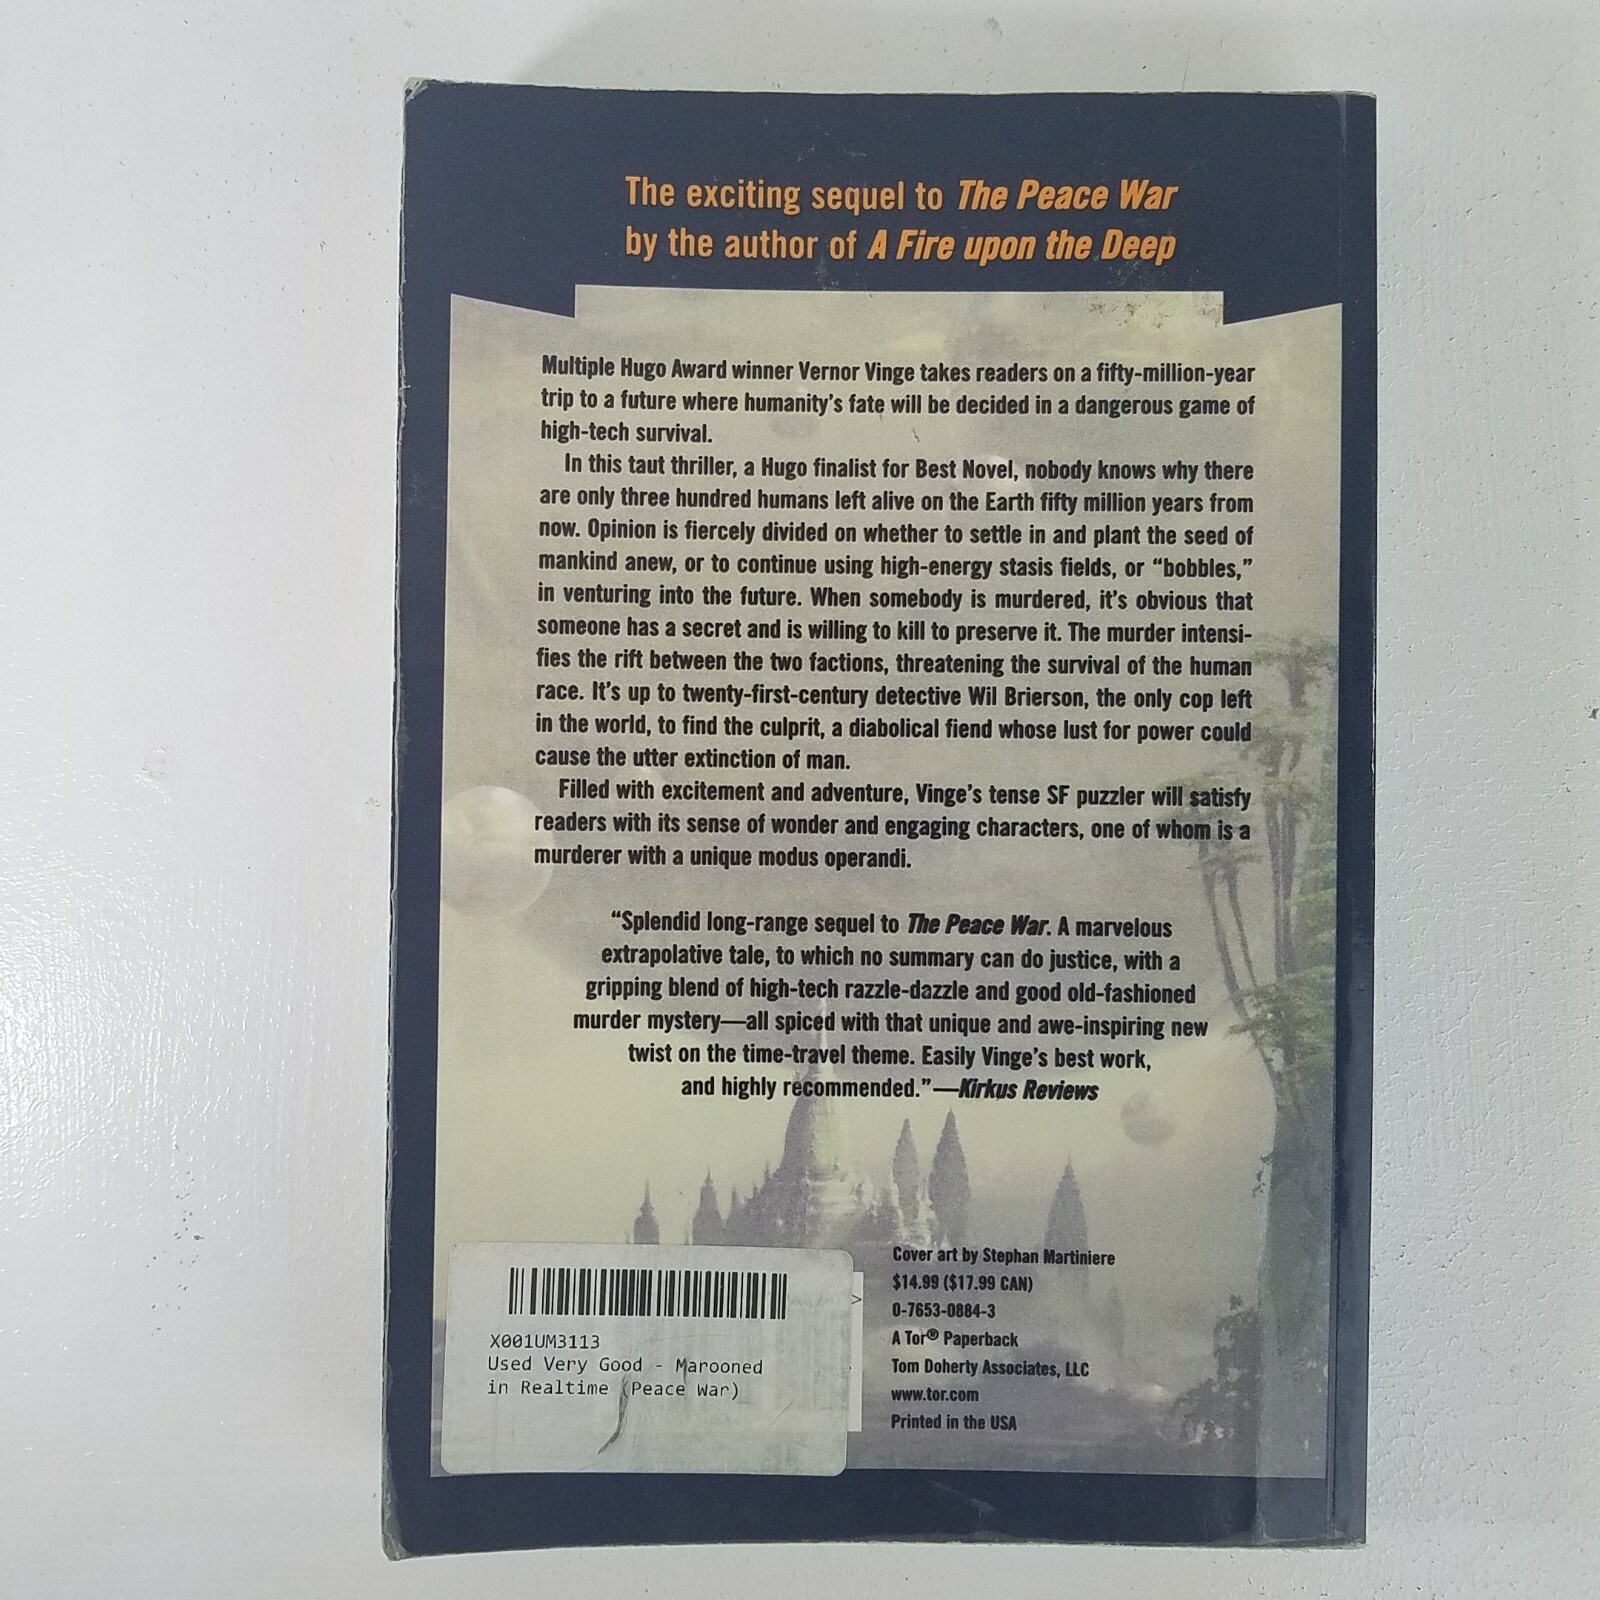 The exciting sequel to The Peace War
by the author of A Fire upon the Deep
Multiple Hugo Award winner Vernor Vinge takes readers on a fifty-million-year
trip to a future where humanity's fate will be decided in a dangerous game of
high-tech survival.
In this taut thriller, a Hugo finalist for Best Novel, nobody knows why there
are only three hundred humans left alive on the Earth fifty million years from
now. Opinion is fiercely divided on whether to settle in and plant the seed of
mankind anew, or to continue using high-energy stasis fields, or “bobbles,”
in venturing into the future. When somebody is murdered, it's obvious that
someone has a secret and is willing to kill to preserve it. The murder intensi-
fies the rift between the two factions, threatening the survival of the human
race. It's up to twenty-first-century detective Wil Brierson, the only cop left
in the world, to find the culprit, a diabolical fiend whose lust for power could
cause the utter extinction of man.
Filled with excitement and adventure, Vinge's tense SF puzzler will satisfy
readers with its sense of wonder and engaging characters, one of whom is a
murderer with a unique modus operandi.
“Splendid long-range sequel to The Peace War. A marvelous
extrapolative tale, to which no summary can do justice, with a
gripping blend of high-tech razzle-dazzle and good old-fashioned
murder mystery—all spiced with that unique and awe-inspiring new
twist on the time-travel theme. Easily Vinge's best work,
and highly recommended.”—Kirkus Reviews
Cover art by Stephan Martiniere
$14.99 ($17.99 CAN)
0-7653-0884-3
A Tor® Paperback
Tom Doherty Associates, LLC
www.tor.com
Printed in the USA
>
X001UM3113
Used Very Good - Marooned
in Realtime (Peace War)